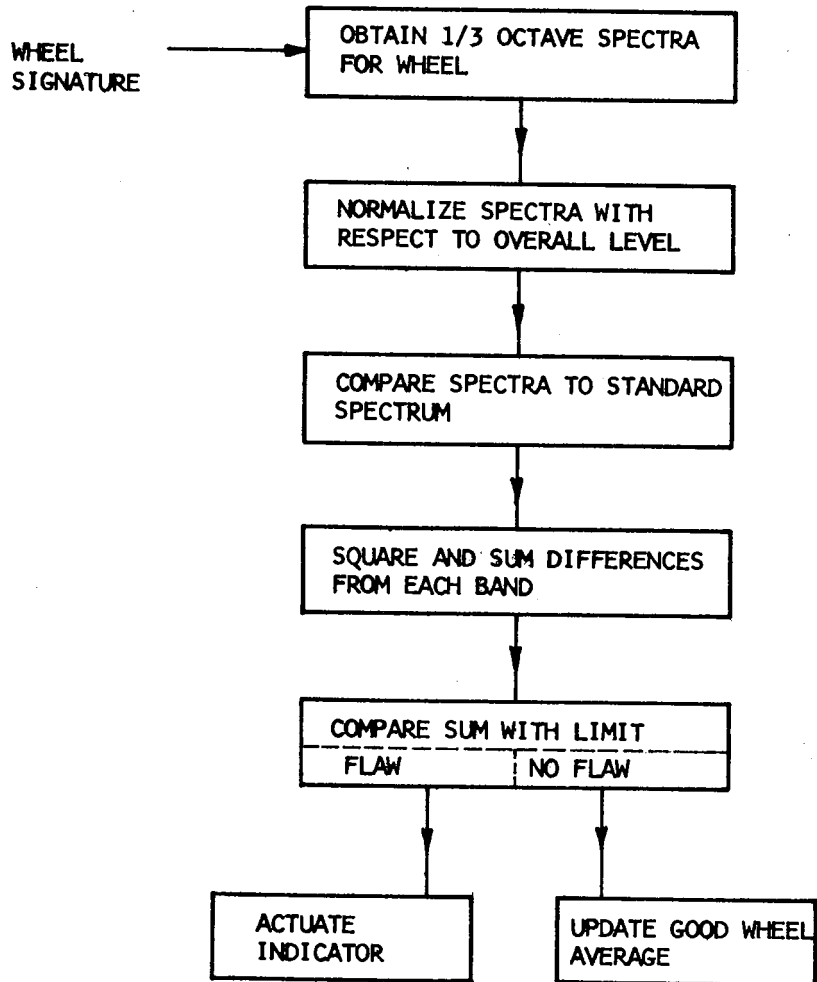 WHEEL
SIGNATURE
OBTAIN 1/3 OCTAVE SPECTRA
FOR WHEEL
NORMALIZE SPECTRA WITH
RESPECT TO OVERALL LEVEL
COMPARE SPECTRA TO STANDARD
SPECTRUM
SQUARE AND SUM DIFFERENCES
FROM EACH BAND
COMPARE SUM WITH LIMIT
FLAW
NO FLAW
ACTUATE
INDICATOR
UPDATE GOOD WHEEL
AVERAGE